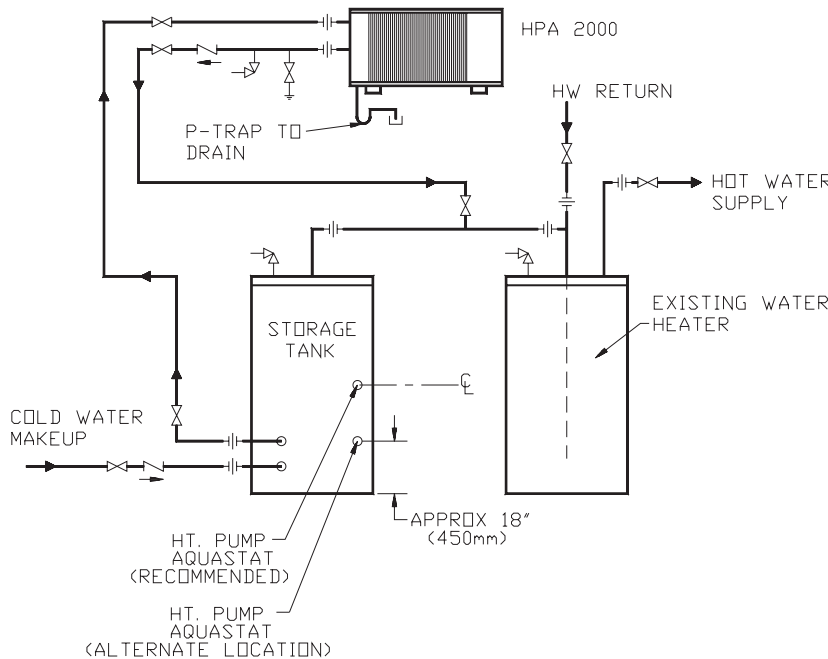 HPA 2000
HW RETURN
P-TRAP TO
DRAIN
HOT WATER
SUPPLY
STORAGE
TANK
EXISTING WATER
HEATER
℄
COLD WATER
MAKEUP
APPROX 18"
(450mm)
HT. PUMP
AQUASTAT
(RECOMMENDED)
HT. PUMP
AQUASTAT
(ALTERNATE LOCATION)